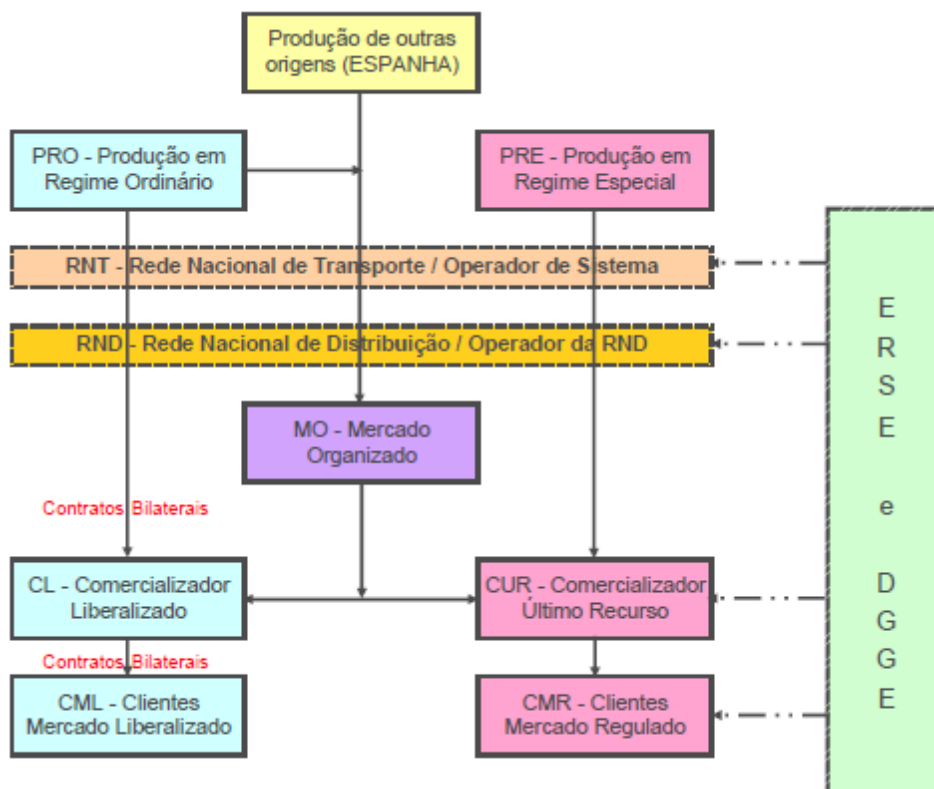 Produção de outras
origens (ESPANHA)
PRO - Produção em
Regime Ordinário
PRE - Produção em
Regime Especial
RNT - Rede Nacional de Transporte / Operador de Sistema
RND - Rede Nacional de Distribuição / Operador da RND
MO - Mercado
Organizado
Contratos Bilaterais
CL - Comercializador
Liberalizado
CUR - Comercializador
Último Recurso
Contratos Bilaterais
CML - Clientes
Mercado Liberalizado
CMR - Clientes
Mercado Regulado
E
R
S
E
e
D
G
G
E